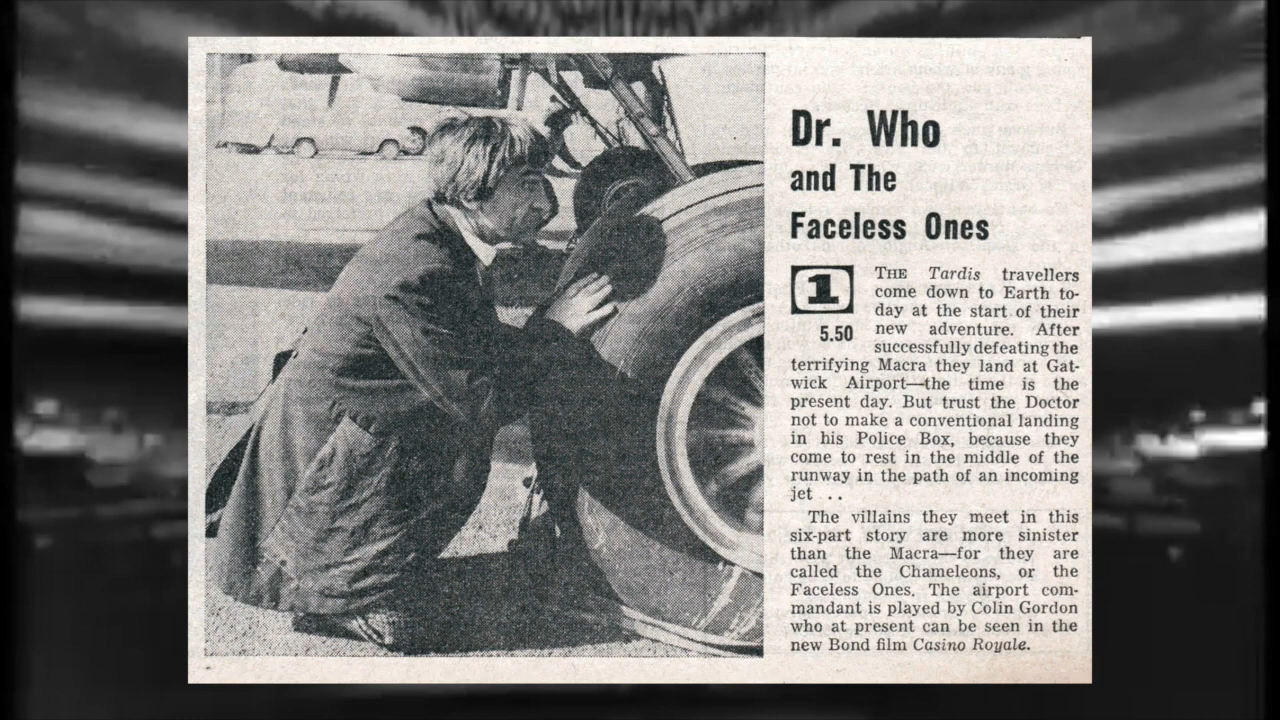 Dr. Who
and The
Faceless Ones
1
5.50
THE Tardis travellers
come down to Earth to-
day at the start of their
new adventure. After
successfully defeating the
terrifying Macra they land at Gat-
wick Airport—the time is the
present day. But trust the Doctor
not to make a conventional landing
in his Police Box, because they
come to rest in the middle of the
runway in the path of an incoming
jet . .
The villains they meet in this
six-part story are more sinister
than the Macra—for they are
called the Chameleons, or the
Faceless Ones. The airport com-
mandant is played by Colin Gordon
who at present can be seen in the
new Bond film Casino Royale.